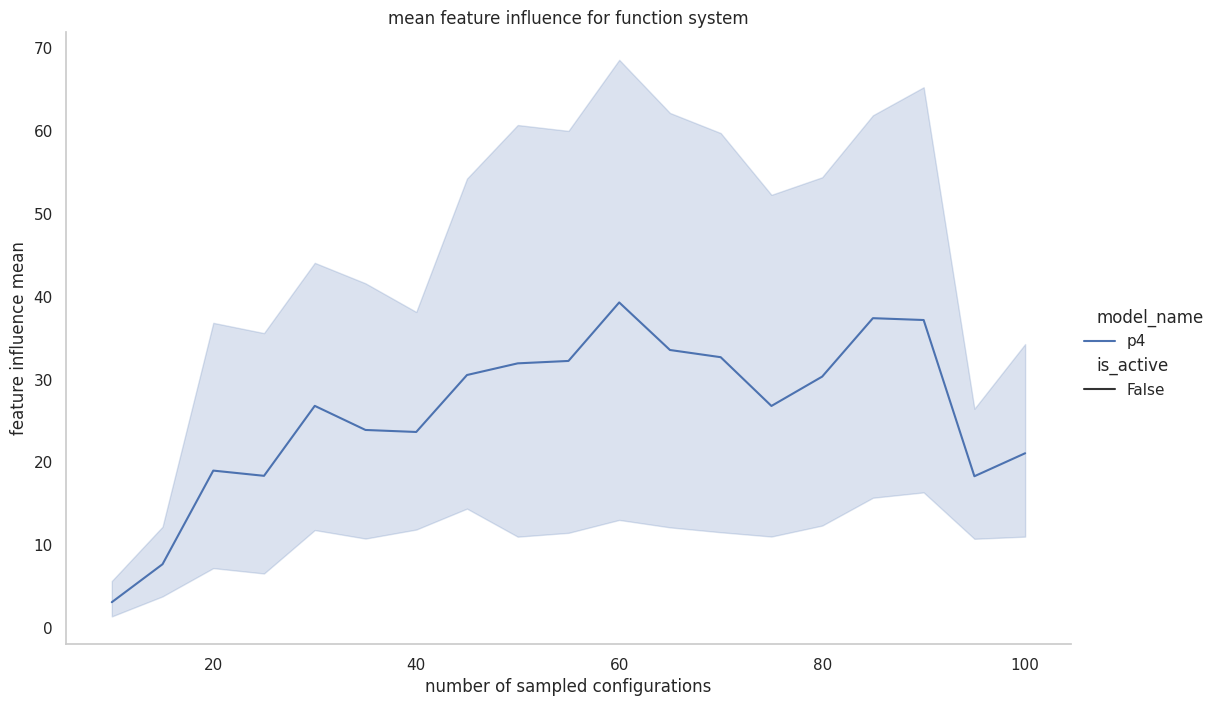 mean feature influence for function system
70
60
50
40
30
20
10
0
feature influence mean
20 40 60 80 100
number of sampled configurations
model_name
p4
is_active
False